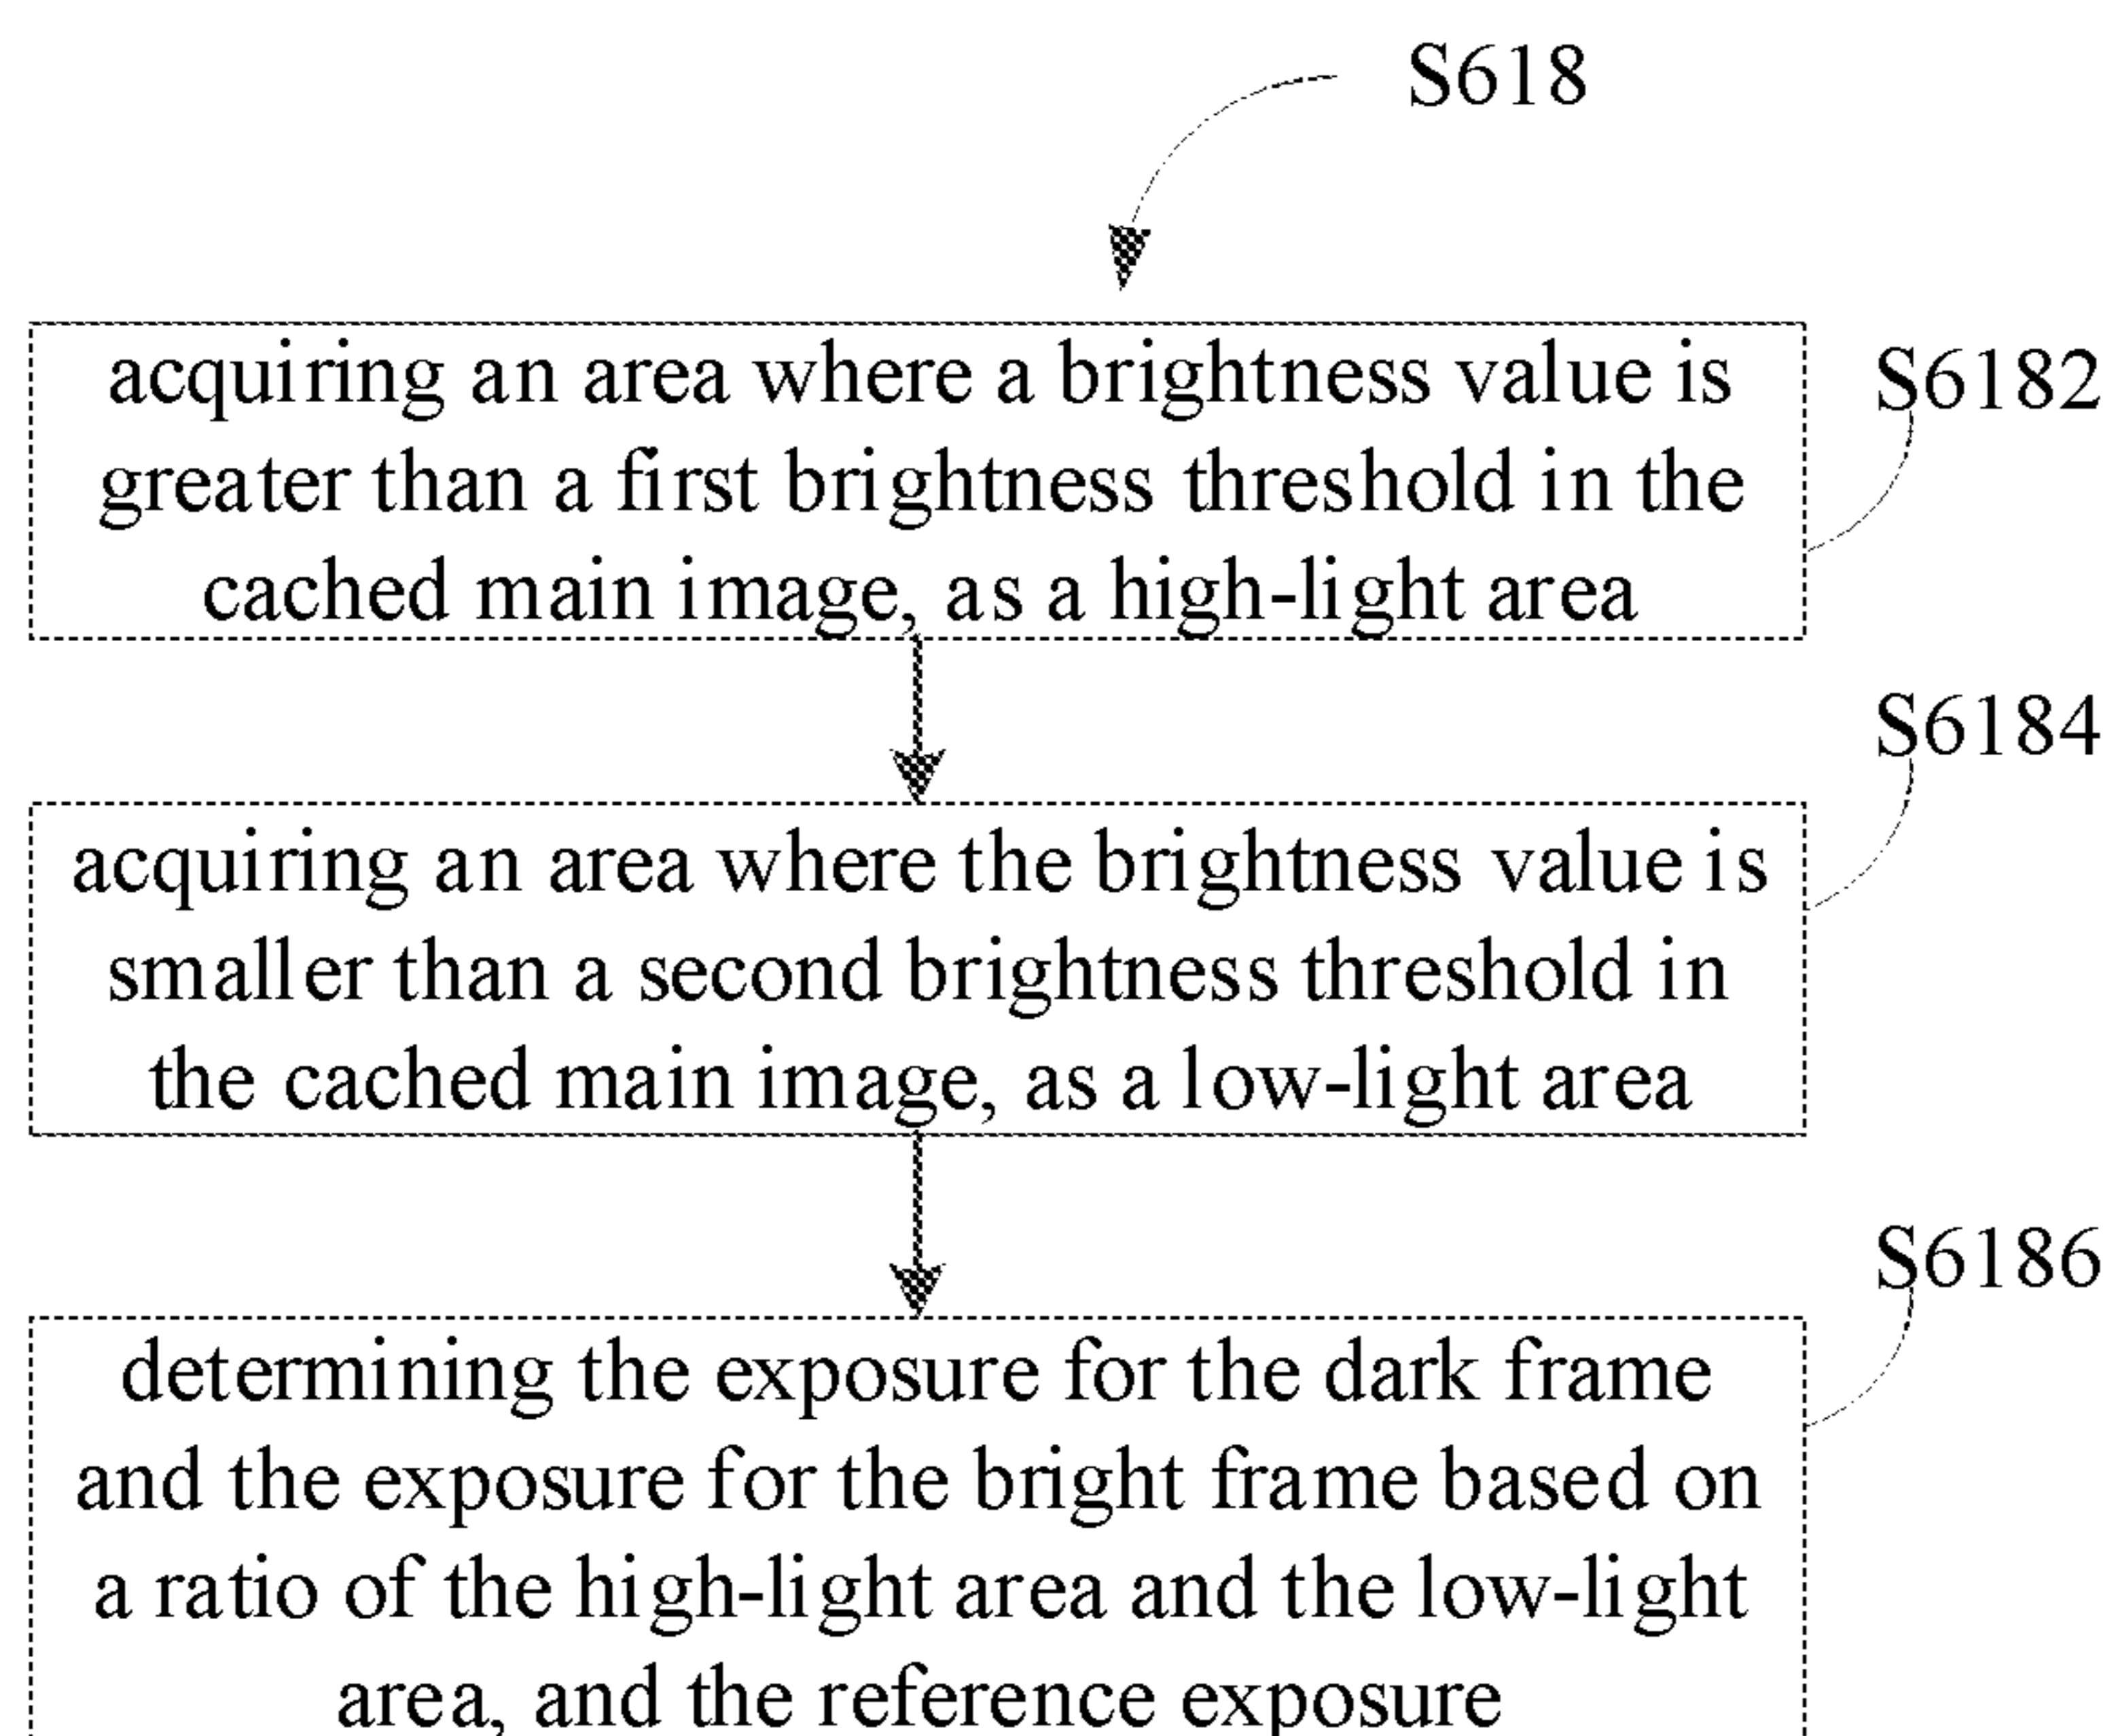 S618
acquiring an area where a brightness value is
greater than a first brightness threshold in the
cached main image, as a high-light area
S6182
S6184
acquiring an area where the brightness value is
smaller than a second brightness threshold in
the cached main image, as a low-light area
S6186
determining the exposure for the dark frame
and the exposure for the bright frame based on
a ratio of the high-light area and the low-light
area, and the reference exposure